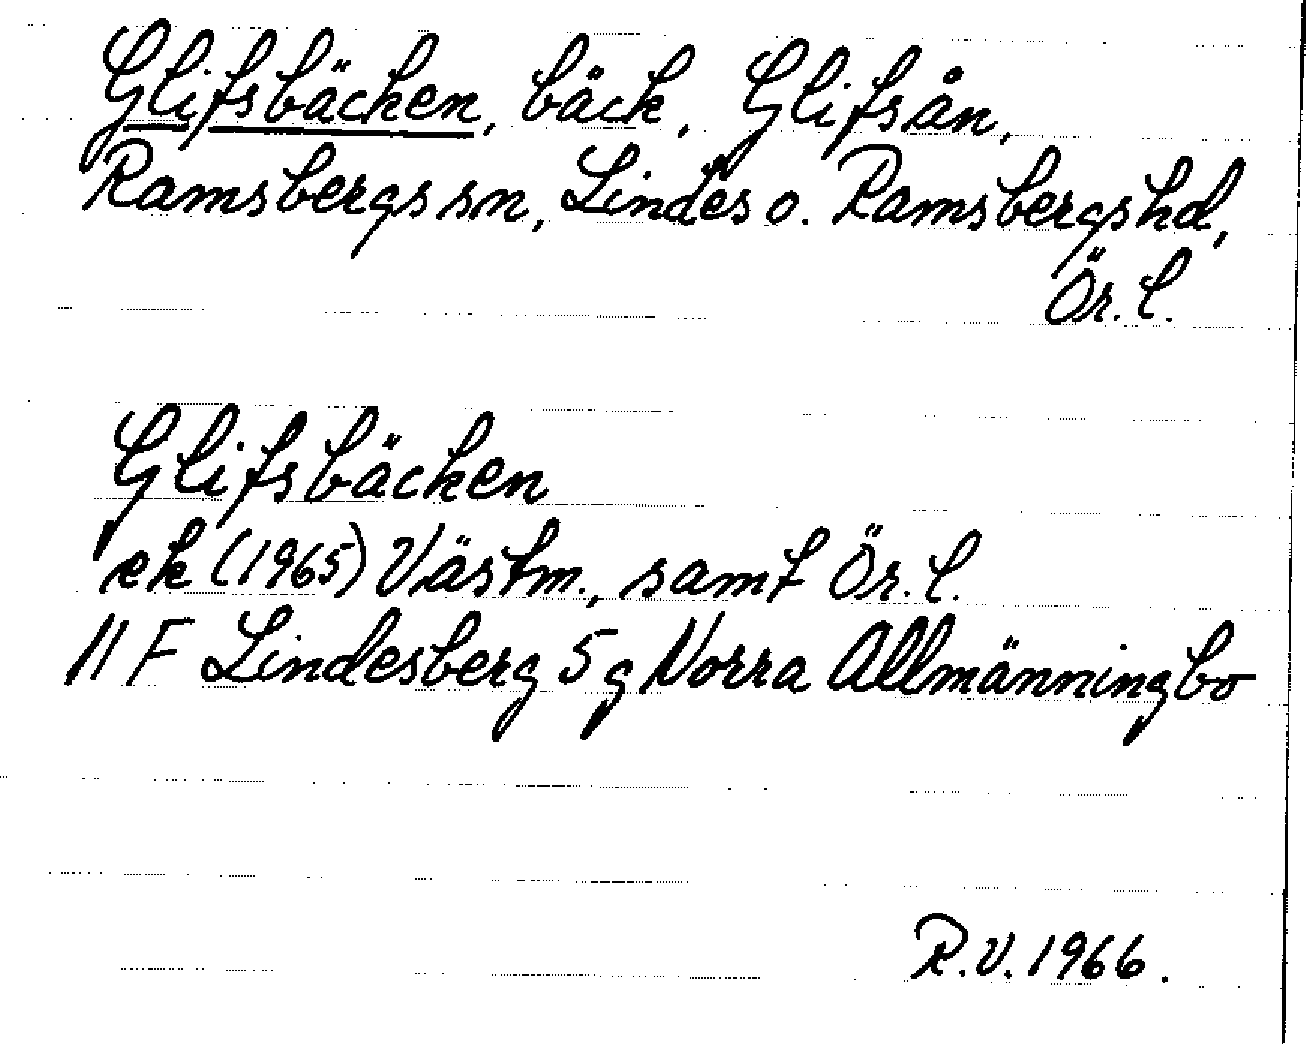 Glifsbäcken, bäck, Glifsån,
Ramsbergs sn, Lindes o. Ramsbergs hd,
Ör. l.
Glifsbäcken
ek (1965) Västm., samt Ör. l.
11 F Lindesberg 5 g Norra Allmänningbo
R.V. 1966.